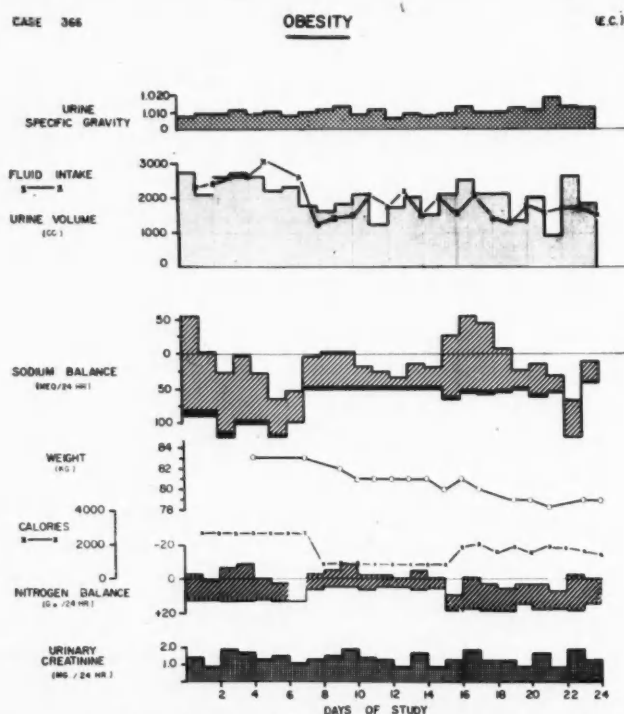 CASE 366
OBESITY
(E.C.)
URINE
SPECIFIC GRAVITY
1.020
1.010
0
FLUID INTAKE
x—x
URINE VOLUME
(CC)
3000
2000
1000
0
SODIUM BALANCE
(MEQ/24 HR)
50
0
50
100
WEIGHT
(KG)
84
82
80
78
CALORIES
x—x
4000
2000
0
NITROGEN BALANCE
/24 HR)
-20
0
+20
URINARY
CREATININE
(MG. / 24 HR)
2.0
1.0
2 4 6 8 10 12 14 16 18 20 22 24
DAYS OF STUDY